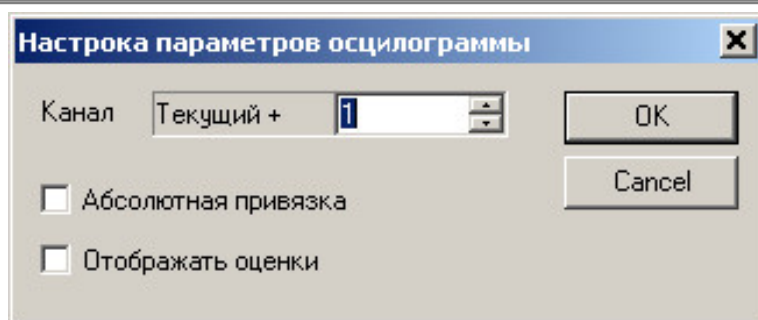 Настрока параметров осцилограммы
Канал Текущий + 1 OK
Cancel
Абсолютная привязка
Отображать оценки